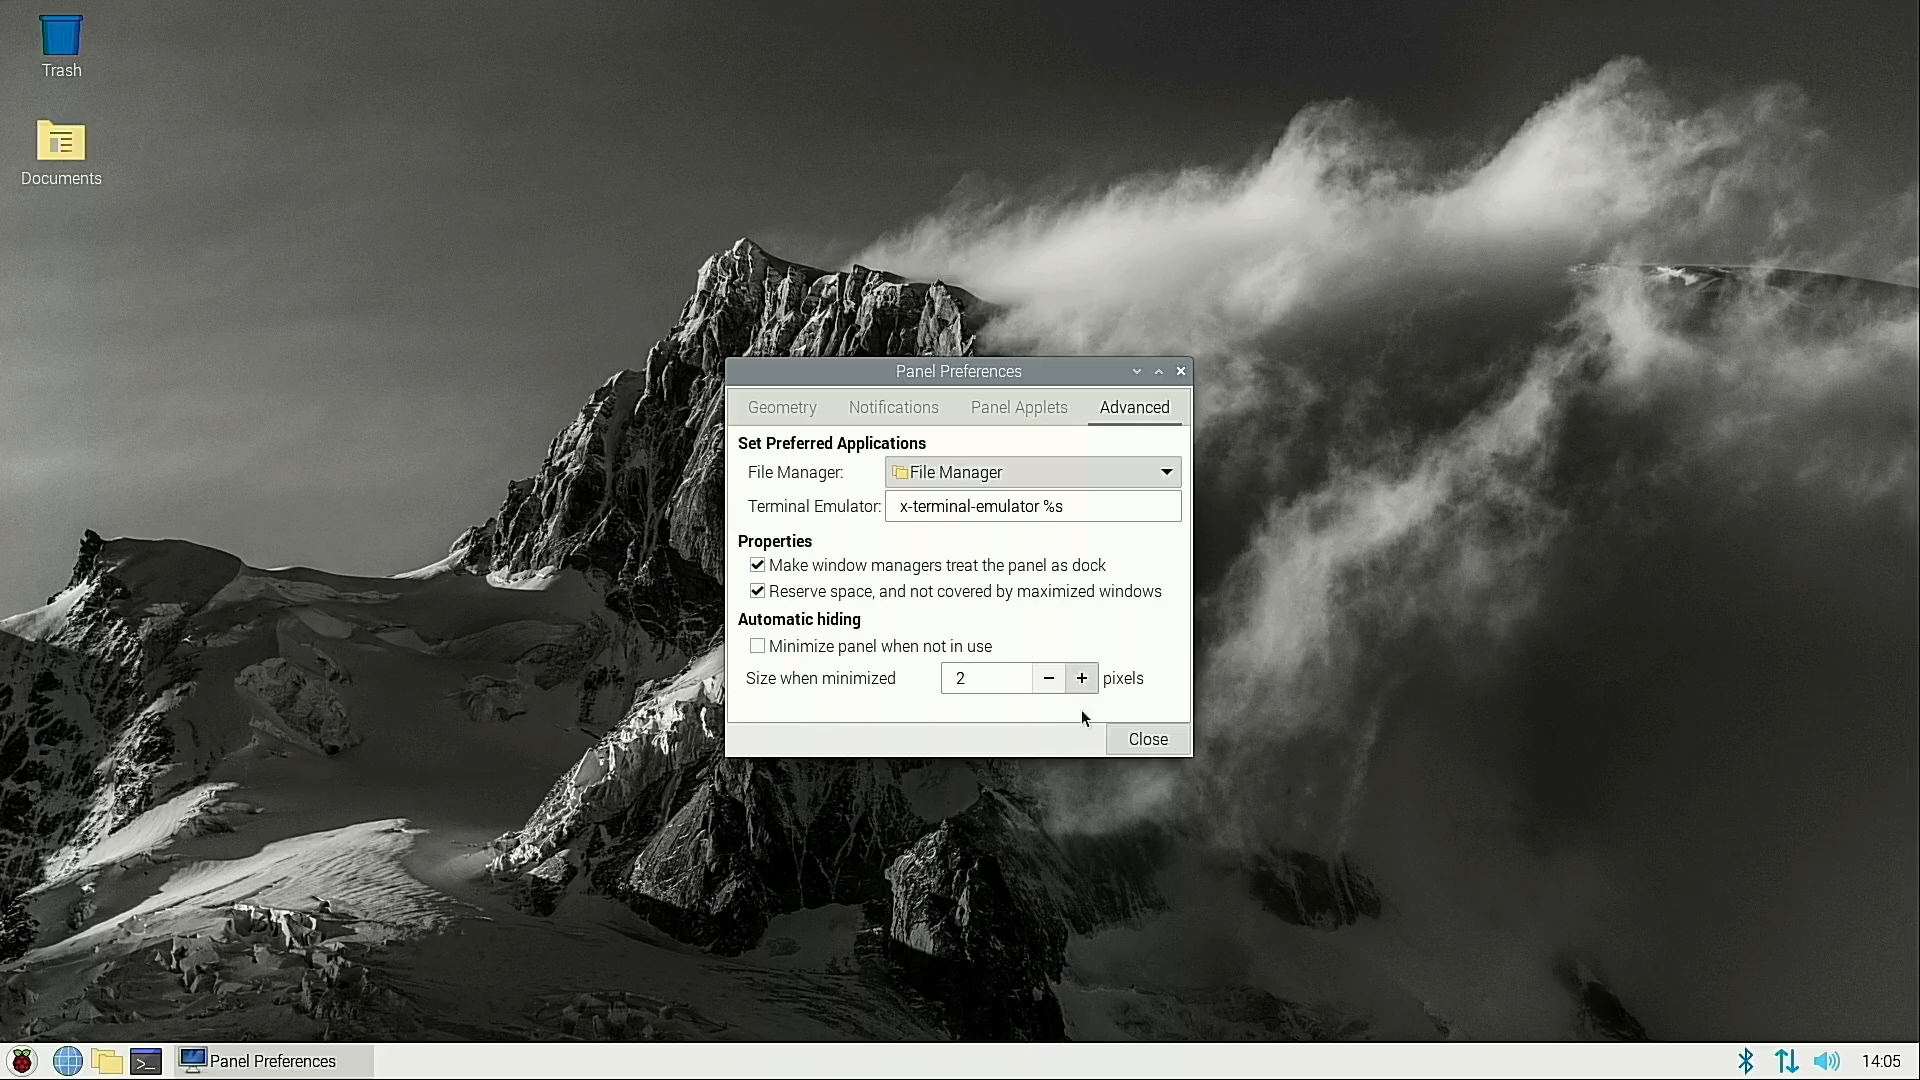 Trash
Documents
Panel Preferences
Geometry Notifications Panel Applets Advanced
Set Preferred Applications
File Manager: File Manager
Terminal Emulator: x-terminal-emulator %s
Properties
Make window managers treat the panel as dock
Reserve space, and not covered by maximized windows
Automatic hiding
Minimize panel when not in use
Size when minimized 2 − + pixels
Close
Panel Preferences 14:05